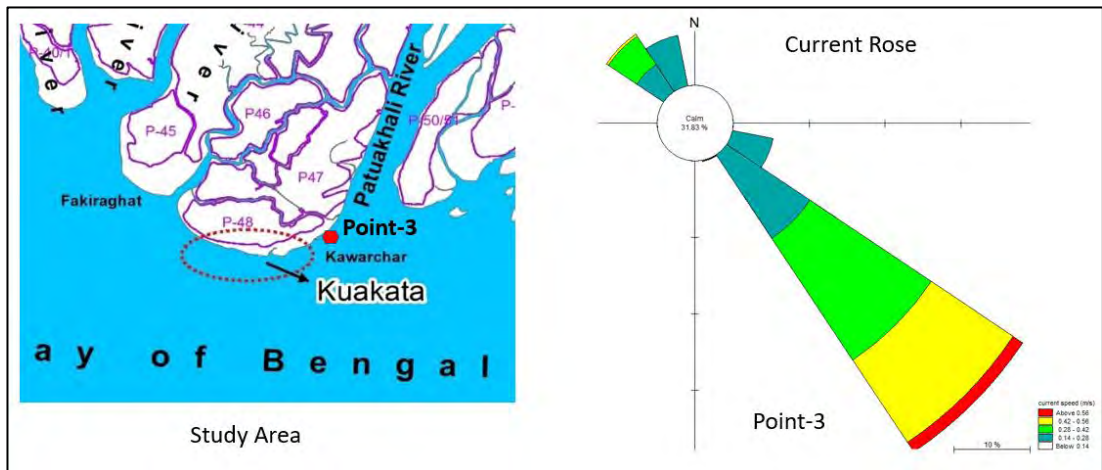 iver
River
P-40/1
P46
P-45
P47
P-50/51
P-
Patuakhali River
Fakiraghat
P-48
Point-3
Kawarchar
Kuakata
ay of Bengal
Study Area
N
Current Rose
Calm
31.83 %
Point-3
current speed (m/s)
Above 0.56
0.42 - 0.56
0.28 - 0.42
0.14 - 0.28
Below 0.14
10 %